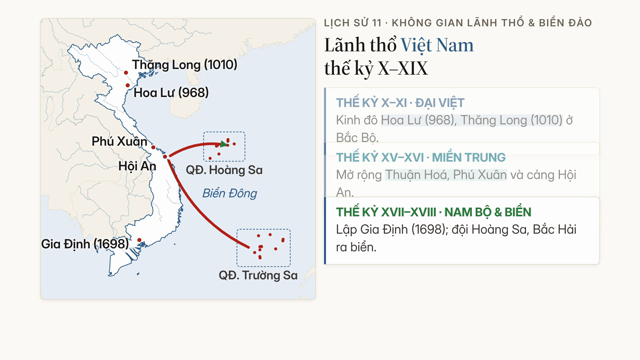 LỊCH SỬ 11 · KHÔNG GIAN LÃNH THỔ & BIỂN ĐẢO
Lãnh thổ Việt Nam
thế kỷ X–XIX
Thăng Long (1010)
Hoa Lư (968)
Phú Xuân
Hội An
QĐ. Hoàng Sa
Biển Đông
Gia Định (1698)
QĐ. Trường Sa
THẾ KỶ X–XI · ĐẠI VIỆT
Kinh đô Hoa Lư (968), Thăng Long (1010) ở
Bắc Bộ.
THẾ KỶ XV–XVI · MIỀN TRUNG
Mở rộng Thuận Hoá, Phú Xuân và cảng Hội
An.
THẾ KỶ XVII–XVIII · NAM BỘ & BIỂN
Lập Gia Định (1698); đội Hoàng Sa, Bắc Hải
ra biển.